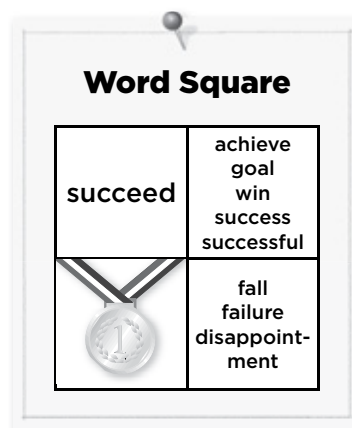 Word Square
succeed
achieve
goal
win
success
successful
1
fall
failure
disappoint-
ment